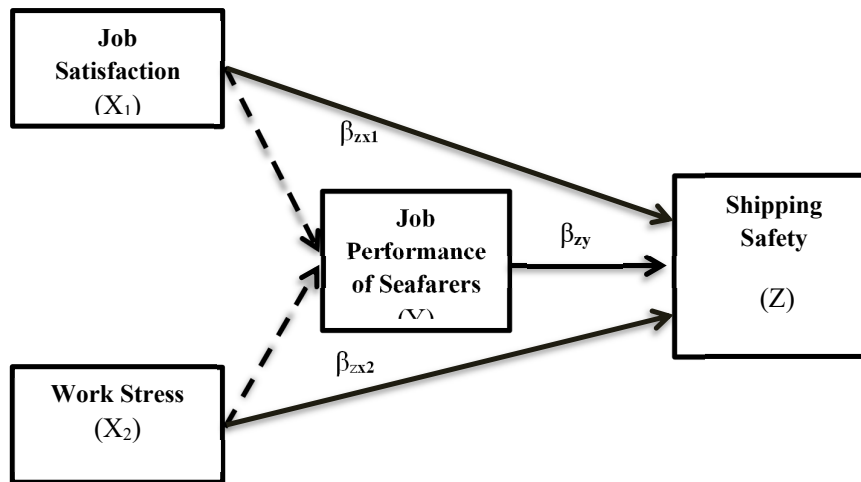 Job
Satisfaction
(X₁)
βzx1
Job
Performance
of Seafarers
βzy
Shipping
Safety
(Z)
βzx2
Work Stress
(X₂)